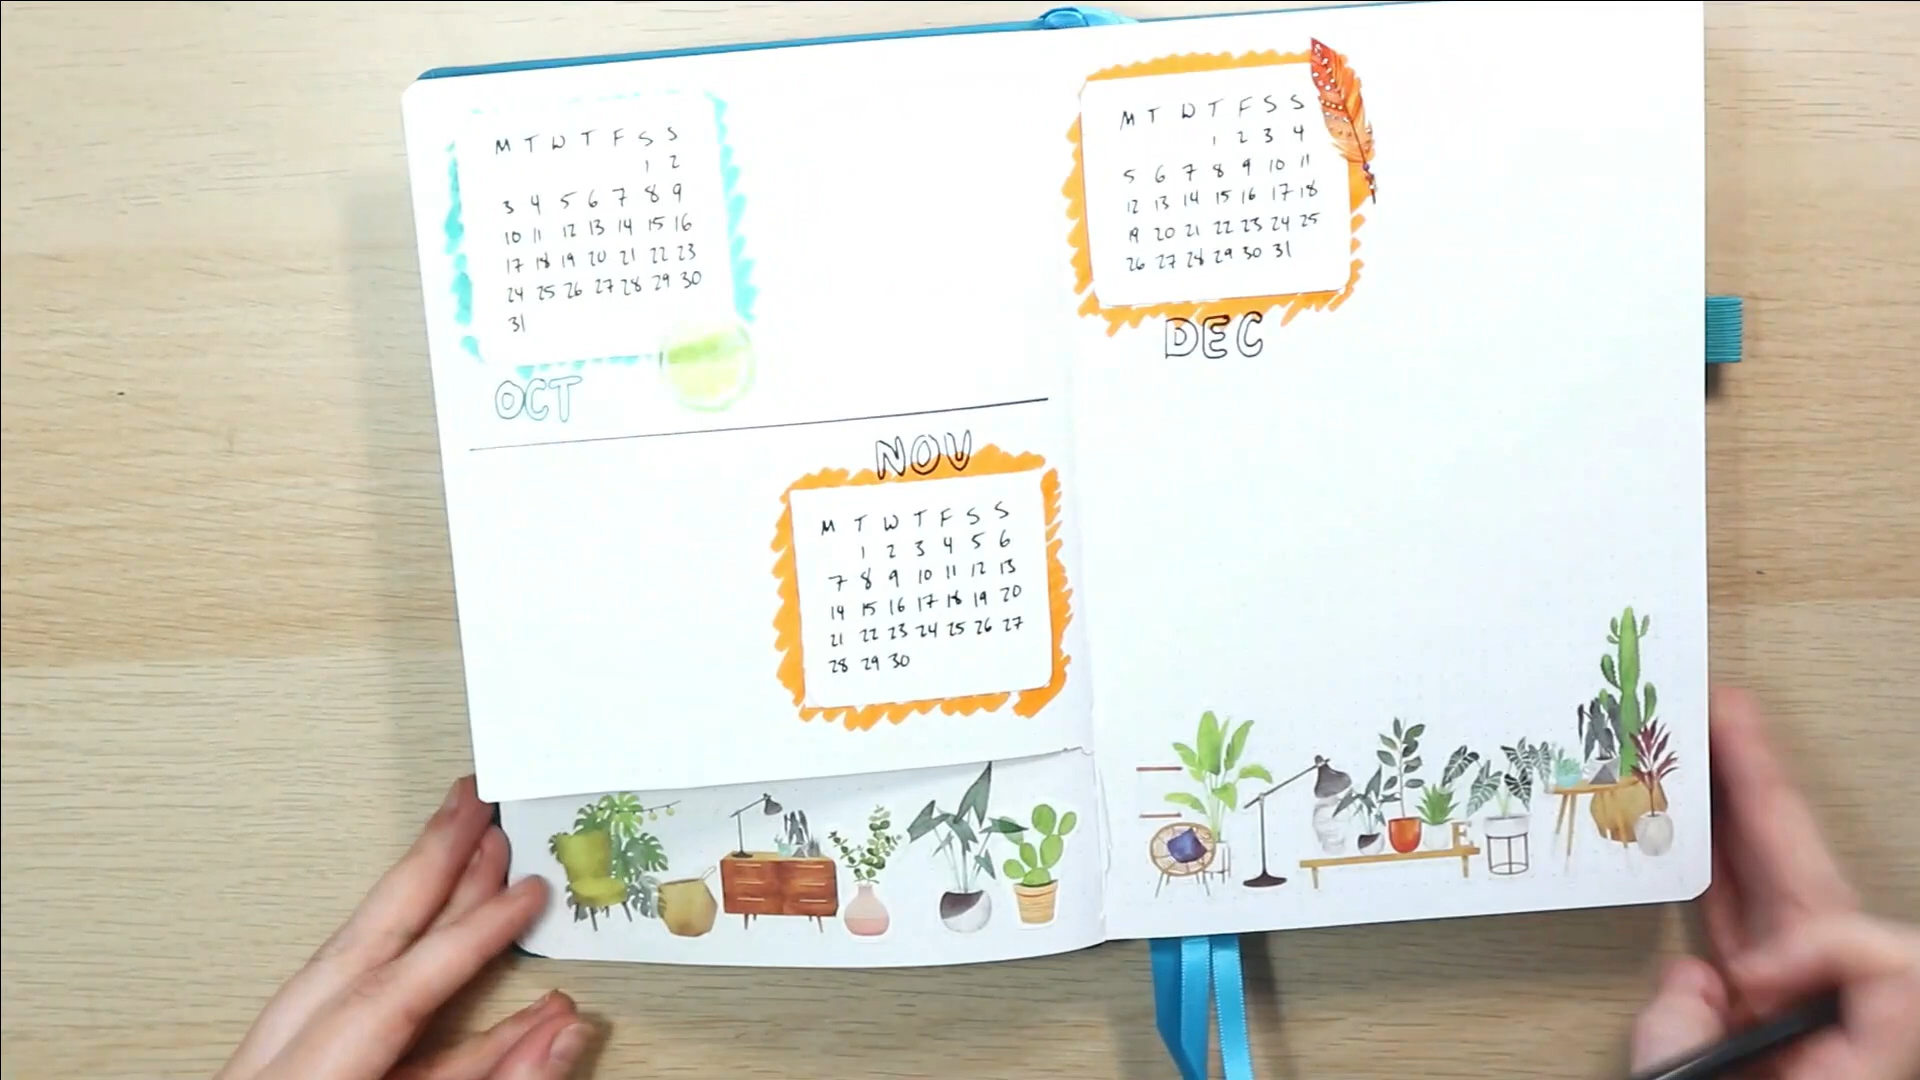 M T W T F S S
1 2
3 4 5 6 7 8 9
10 11 12 13 14 15 16
17 18 19 20 21 22 23
24 25 26 27 28 29 30
31
OCT
NOV
M T W T F S S
1 2 3 4 5 6
7 8 9 10 11 12 13
14 15 16 17 18 19 20
21 22 23 24 25 26 27
28 29 30
M T W T F S S
1 2 3 4
5 6 7 8 9 10 11
12 13 14 15 16 17 18
19 20 21 22 23 24 25
26 27 28 29 30 31
DEC
E